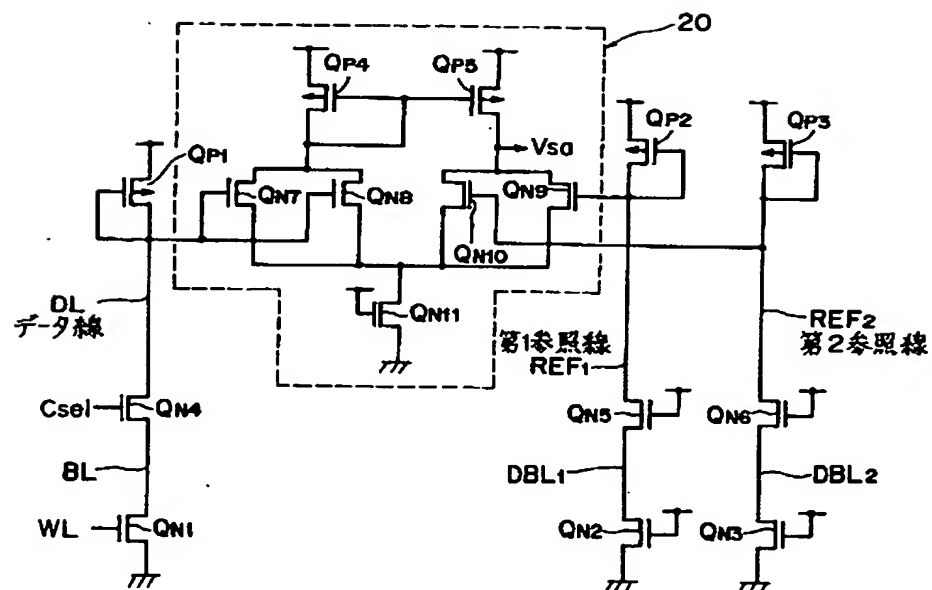 20
QP4
QP5
QP1
QP2
QP3
Vsa
QN7
QN8
QN9
QN10
QN11
DL
データ線
第1参照線
REF1
REF2
第2参照線
Csel
QN4
QN5
QN6
BL
DBL1
DBL2
WL
QN1
QN2
QN3